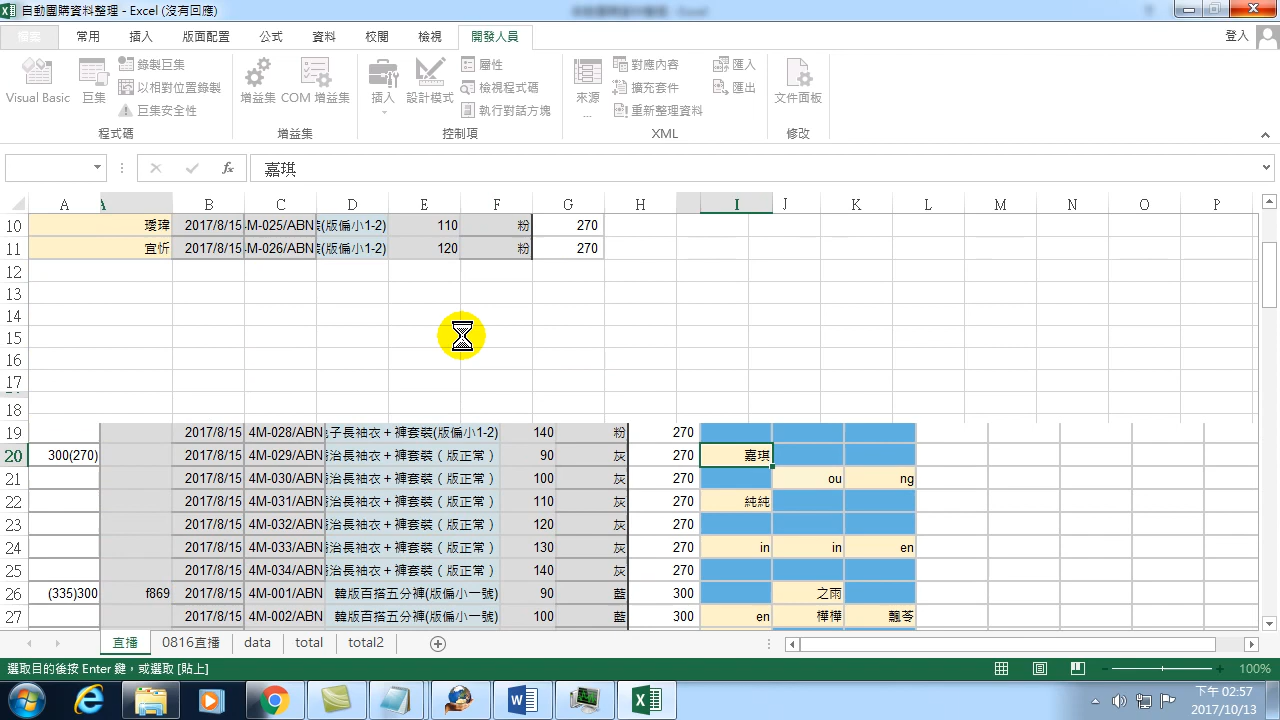 自動團購資料整理 - Excel (沒有回應)
常用 插入 版面配置 公式 資料 校閱 檢視 開發人員 登入
Visual Basic 巨集 錄製巨集 以相對位置錄製 巨集安全性 程式碼
增益集 COM 增益集 增益集
插入 設計模式 屬性 檢視程式碼 執行對話方塊 控制項
來源 ... 對應內容 擴充套件 重新整理資料 匯入 匯出 XML
文件面板 修改
fx 嘉琪
A A B C D E F G H I J K L M N O P
10 璦瑋 2017/8/15 M-025/ABN (版偏小1-2) 110 粉 270
11 宜忻 2017/8/15 M-026/ABN (版偏小1-2) 120 粉 270
12
13
14
15
16
17
18
19 2017/8/15 4M-028/ABN 子長袖衣+褲套裝(版偏小1-2) 140 粉 270
20 300(270) 2017/8/15 4M-029/ABN 治長袖衣+褲套裝(版正常) 90 灰 270 嘉琪
21 2017/8/15 4M-030/ABN 治長袖衣+褲套裝(版正常) 100 灰 270 ou ng
22 2017/8/15 4M-031/ABN 治長袖衣+褲套裝(版正常) 110 灰 270 純純
23 2017/8/15 4M-032/ABN 治長袖衣+褲套裝(版正常) 120 灰 270
24 2017/8/15 4M-033/ABN 治長袖衣+褲套裝(版正常) 130 灰 270 in in en
25 2017/8/15 4M-034/ABN 治長袖衣+褲套裝(版正常) 140 灰 270
26 (335)300 f869 2017/8/15 4M-001/ABN 韓版百搭五分褲(版偏小一號) 90 藍 300 之雨
27 2017/8/15 4M-002/ABN 韓版百搭五分褲(版偏小一號) 100 藍 300 en 樺樺 飄苓
直播 0816直播 data total total2
選取目的後按 Enter 鍵,或選取 [貼上] 100%
下午 02:57
2017/10/13